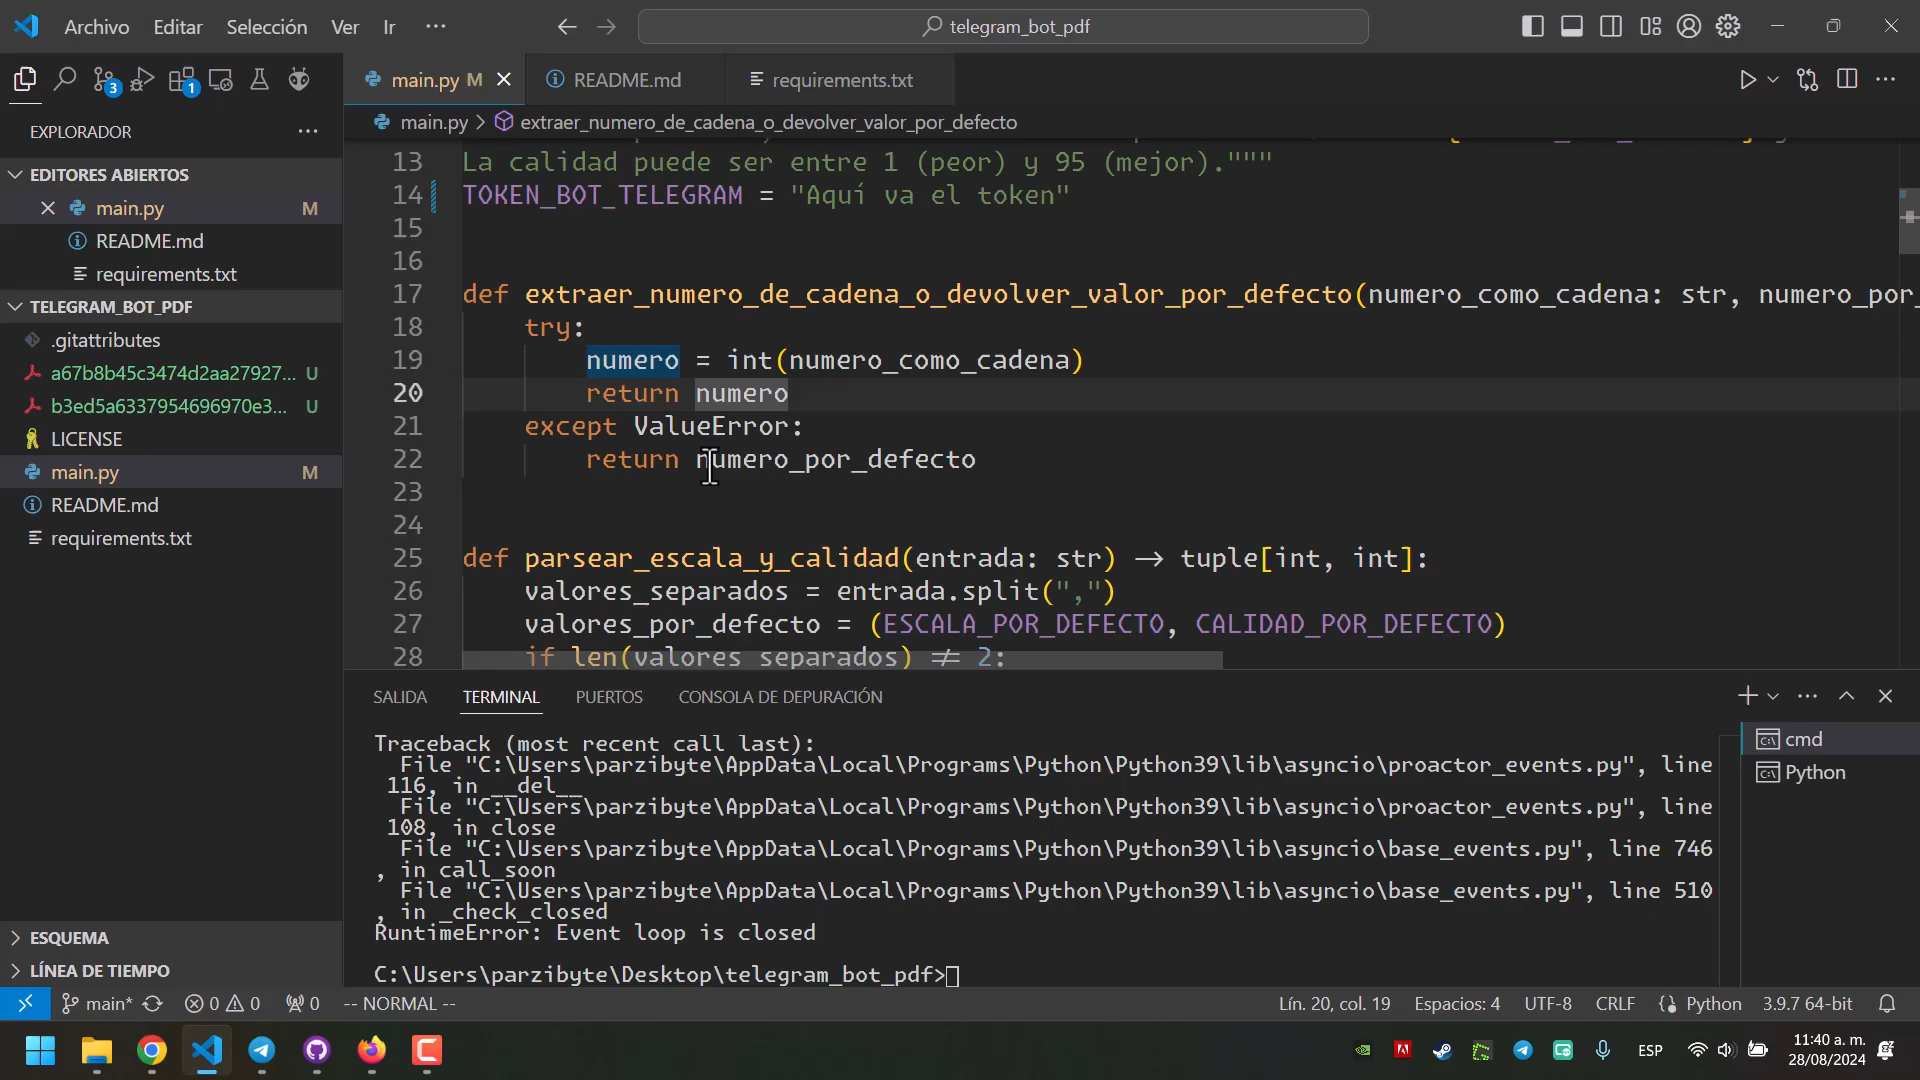 Archivo Editar Selección Ver Ir ··· telegram_bot_pdf
main.py M README.md requirements.txt
3 1
EXPLORADOR ···
main.py > extraer_numero_de_cadena_o_devolver_valor_por_defecto
EDITORES ABIERTOS
main.py M
README.md
requirements.txt
TELEGRAM_BOT_PDF
.gitattributes
a67b8b45c3474d2aa27927... U
b3ed5a6337954696970e3... U
LICENSE
main.py M
README.md
requirements.txt
ESQUEMA
LÍNEA DE TIEMPO
13 La calidad puede ser entre 1 (peor) y 95 (mejor)."""
14 TOKEN_BOT_TELEGRAM = "Aquí va el token"
15
16
17 def extraer_numero_de_cadena_o_devolver_valor_por_defecto(numero_como_cadena: str, numero_por_
18 try:
19 numero = int(numero_como_cadena)
20 return numero
21 except ValueError:
22 return numero_por_defecto
23
24
25 def parsear_escala_y_calidad(entrada: str) → tuple[int, int]:
26 valores_separados = entrada.split(",")
27 valores_por_defecto = (ESCALA_POR_DEFECTO, CALIDAD_POR_DEFECTO)
28 if len(valores_separados) ≠ 2:
SALIDA TERMINAL PUERTOS CONSOLA DE DEPURACIÓN
cmd
Python
Traceback (most recent call last):
File "C:\Users\parzibyte\AppData\Local\Programs\Python\Python39\lib\asyncio\proactor_events.py", line
116, in __del__
File "C:\Users\parzibyte\AppData\Local\Programs\Python\Python39\lib\asyncio\proactor_events.py", line
108, in close
File "C:\Users\parzibyte\AppData\Local\Programs\Python\Python39\lib\asyncio\base_events.py", line 746
, in call_soon
File "C:\Users\parzibyte\AppData\Local\Programs\Python\Python39\lib\asyncio\base_events.py", line 510
, in _check_closed
RuntimeError: Event loop is closed
C:\Users\parzibyte\Desktop\telegram_bot_pdf>
main* 0 0 0 -- NORMAL -- Lín. 20, col. 19 Espacios: 4 UTF-8 CRLF Python 3.9.7 64-bit
ESP
11:40 a. m.
28/08/2024